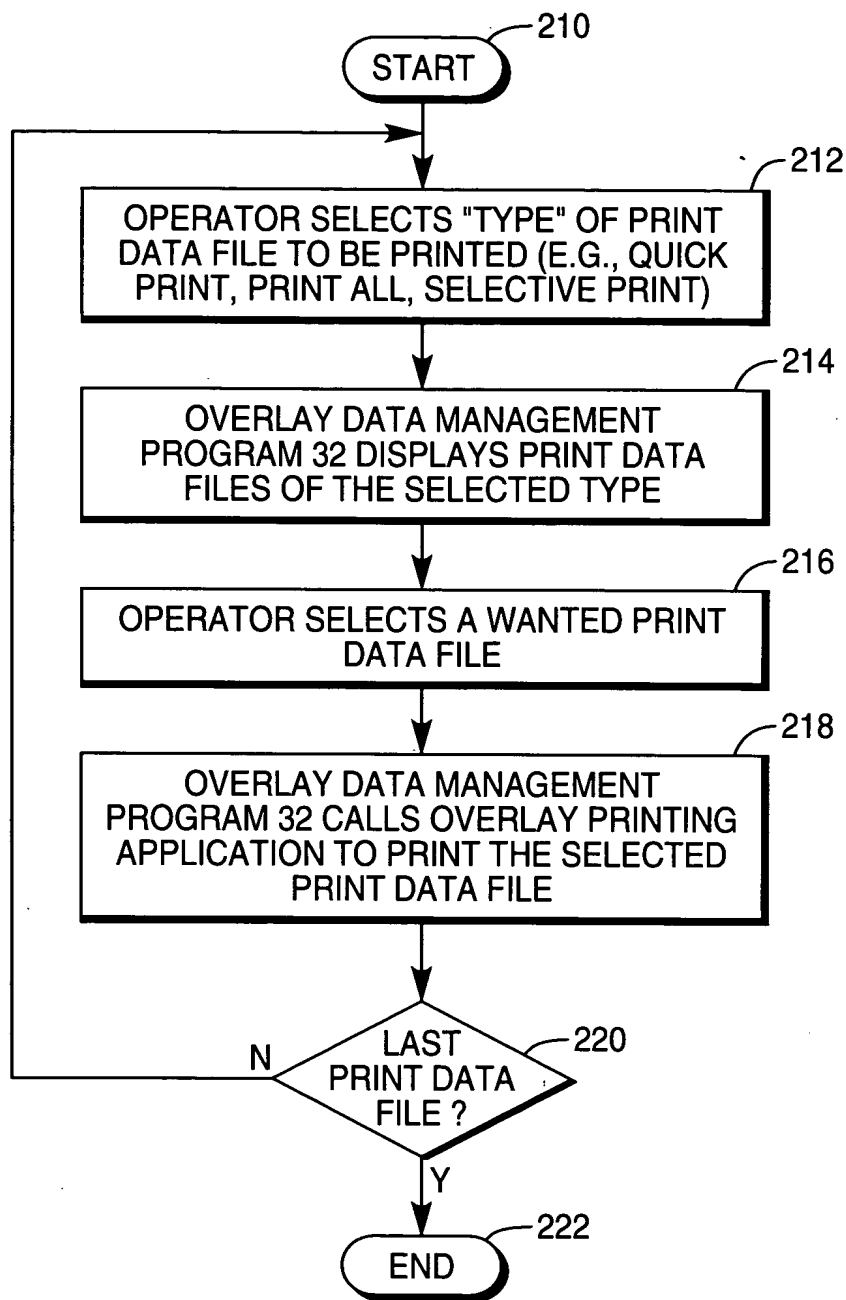 210
START
212
OPERATOR SELECTS "TYPE" OF PRINT
DATA FILE TO BE PRINTED (E.G., QUICK
PRINT, PRINT ALL, SELECTIVE PRINT)
214
OVERLAY DATA MANAGEMENT
PROGRAM 32 DISPLAYS PRINT DATA
FILES OF THE SELECTED TYPE
216
OPERATOR SELECTS A WANTED PRINT
DATA FILE
218
OVERLAY DATA MANAGEMENT
PROGRAM 32 CALLS OVERLAY PRINTING
APPLICATION TO PRINT THE SELECTED
PRINT DATA FILE
220
N
LAST
PRINT DATA
FILE ?
Y
222
END